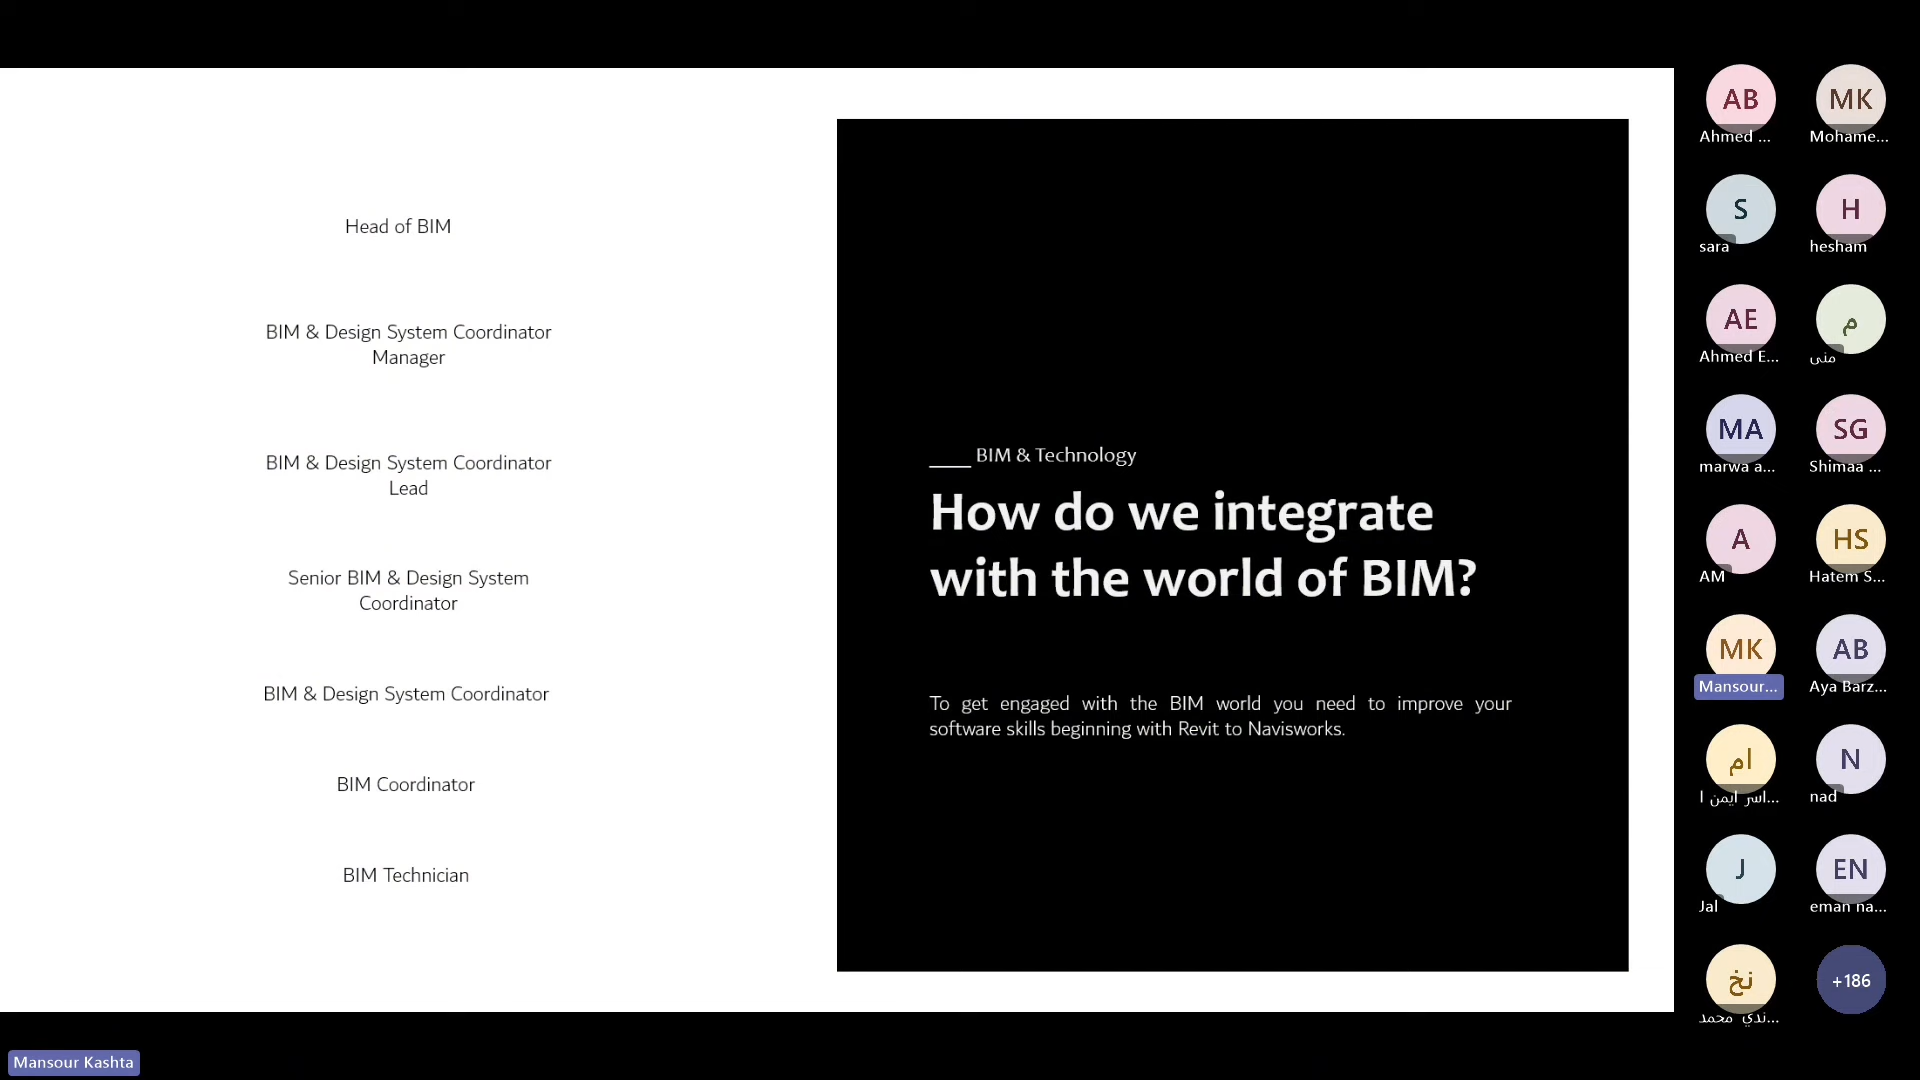 Head of BIM
BIM & Design System Coordinator
Manager
BIM & Design System Coordinator
Lead
Senior BIM & Design System
Coordinator
BIM & Design System Coordinator
BIM Coordinator
BIM Technician
____ BIM & Technology
How do we integrate
with the world of BIM?
To get engaged with the BIM world you need to improve your
software skills beginning with Revit to Navisworks.
AB
Ahmed ...
MK
Mohame...
S
sara
H
hesham
AE
Ahmed E...
م
منى
MA
marwa a...
SG
Shimaa ...
A
AM
HS
Hatem S...
MK
Mansour...
AB
Aya Barz...
ام
ايمن ا
N
nad
J
Jal
EN
eman na...
نخ
محمد
+186
Mansour Kashta